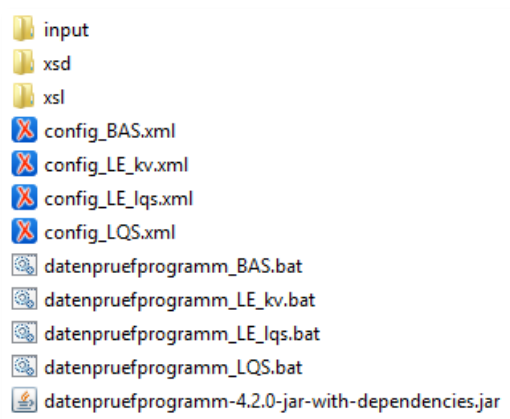 input
xsd
xsl
config_BAS.xml
config_LE_kv.xml
config_LE_lqs.xml
config_LQS.xml
datenpruefprogramm_BAS.bat
datenpruefprogramm_LE_kv.bat
datenpruefprogramm_LE_lqs.bat
datenpruefprogramm_LQS.bat
datenpruefprogramm-4.2.0-jar-with-dependencies.jar